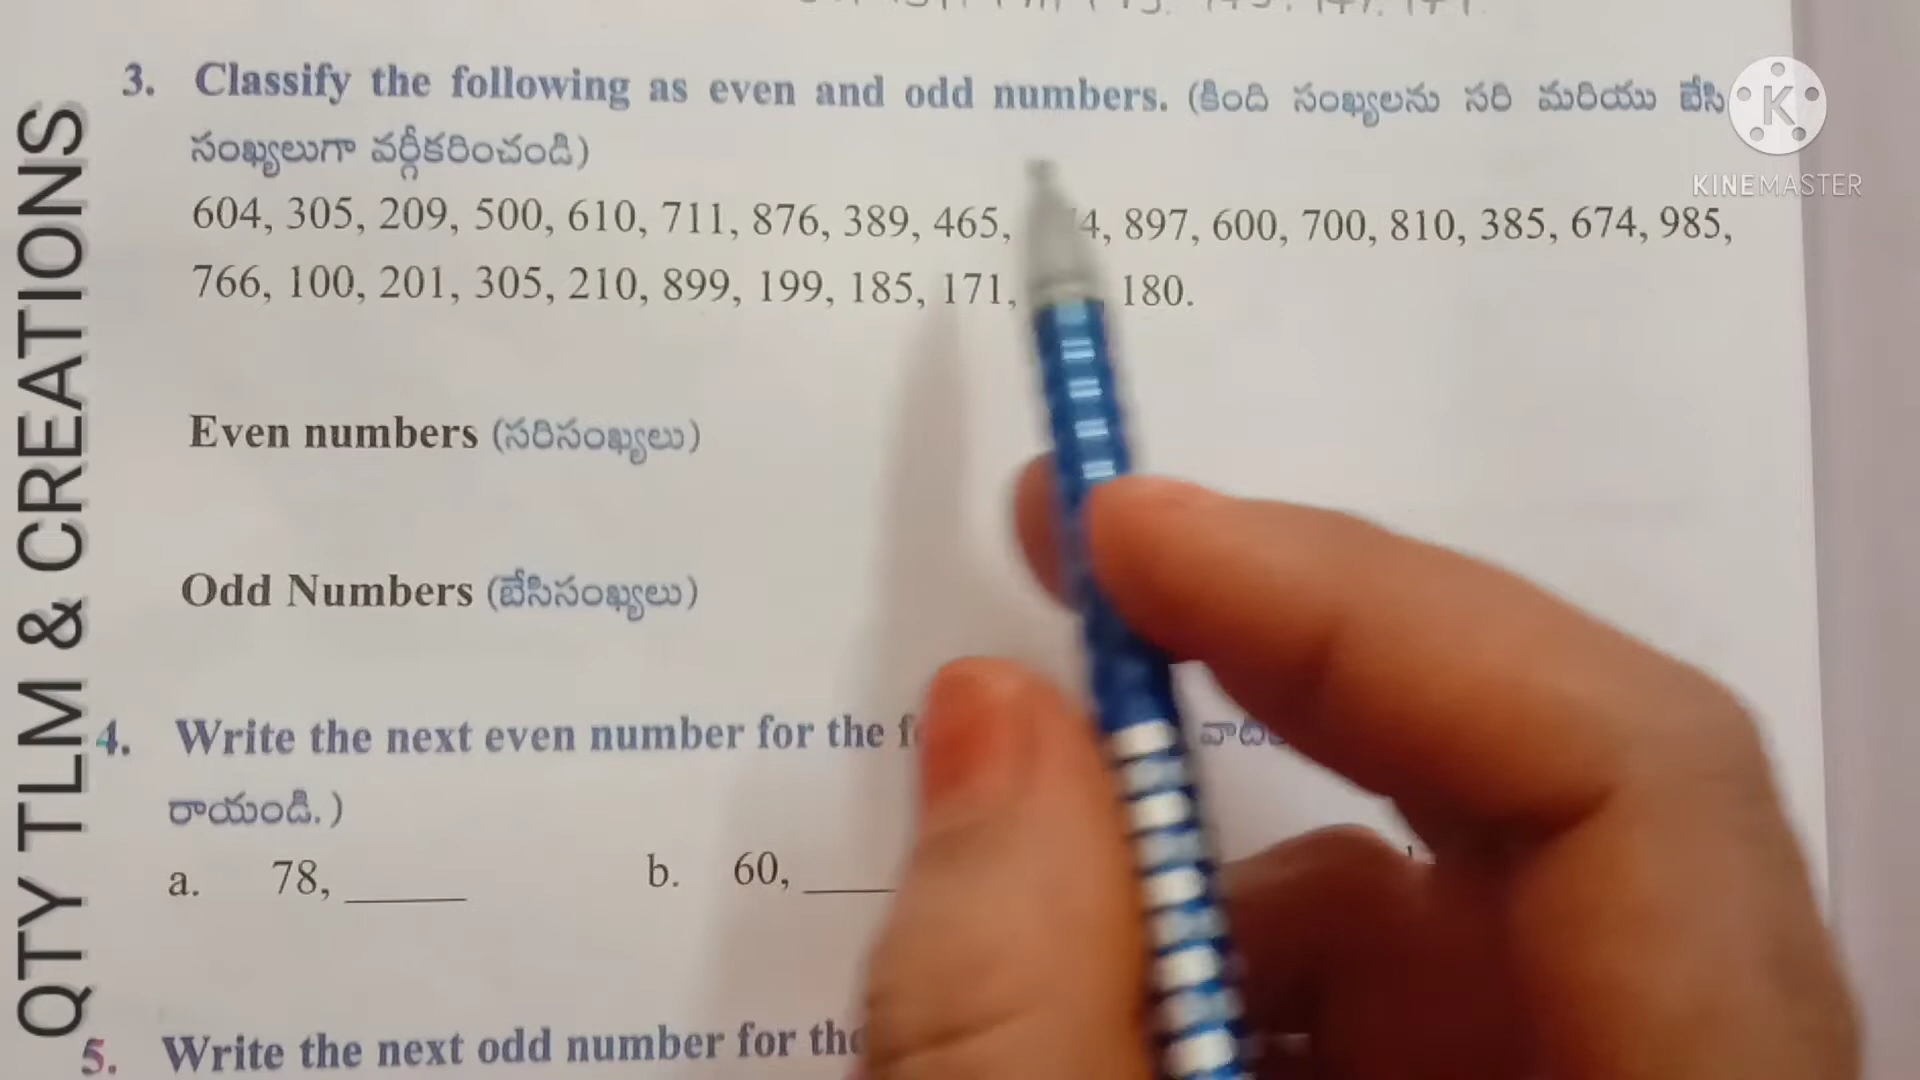 3. Classify the following as even and odd numbers. (కింది సంఖ్యలను సరి మరియు బేసి
సంఖ్యలుగా వర్గీకరించండి)
604, 305, 209, 500, 610, 711, 876, 389, 465, 897, 600, 700, 810, 385, 674, 985,
766, 100, 201, 305, 210, 899, 199, 185, 171, 180.
Even numbers (సరిసంఖ్యలు)
Odd Numbers (బేసిసంఖ్యలు)
4. Write the next even number for the
రాయండి.)
a. 78, ______ b. 60, ____
5. Write the next odd number for the
QTY TLM & CREATIONS
K
KINEMASTER